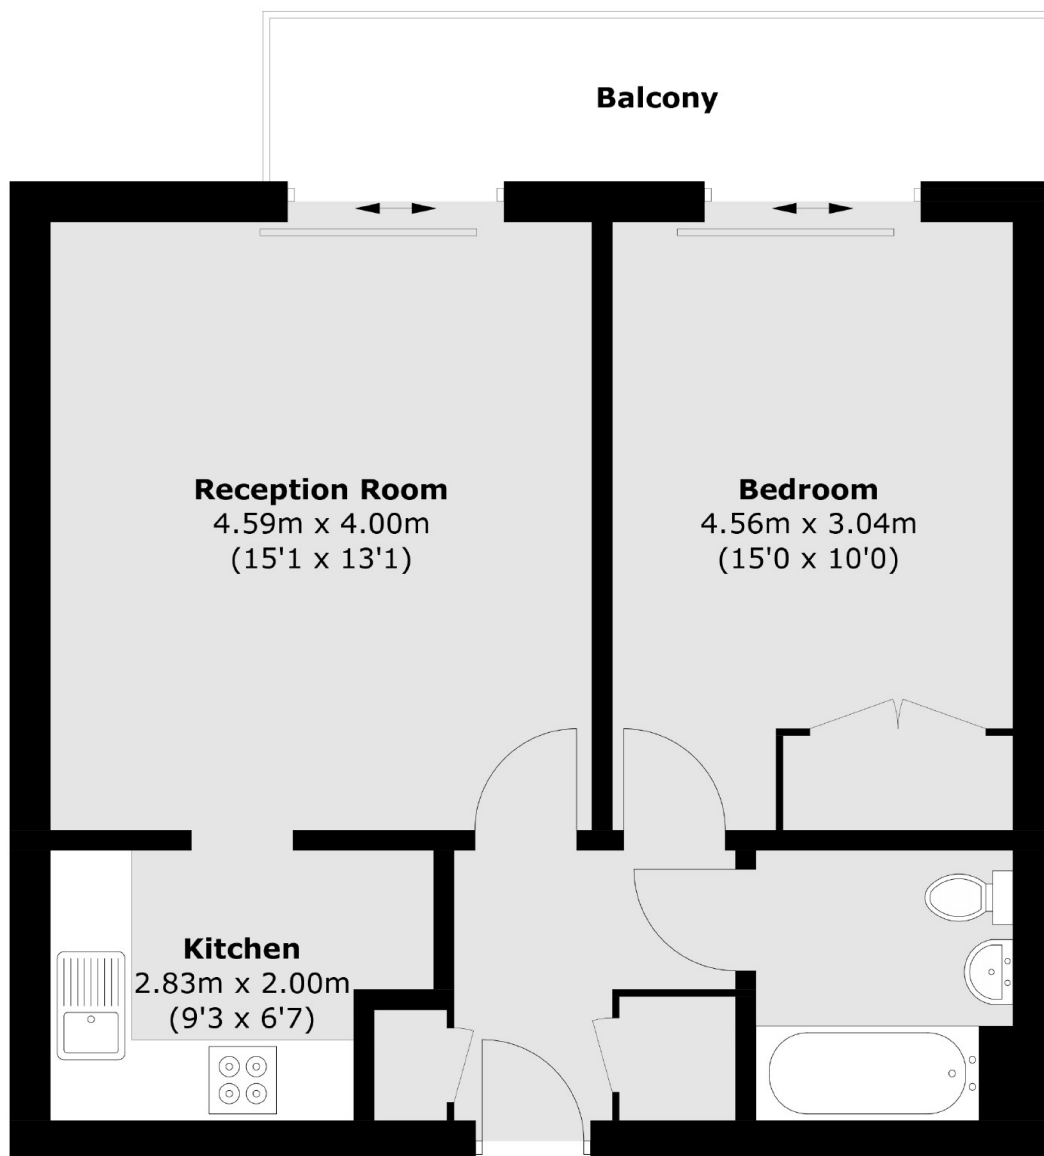 Balcony
Reception Room
4.59m x 4.00m
(15'1 x 13'1)
Bedroom
4.56m x 3.04m
(15'0 x 10'0)
Kitchen
2.83m x 2.00m
(9'3 x 6'7)